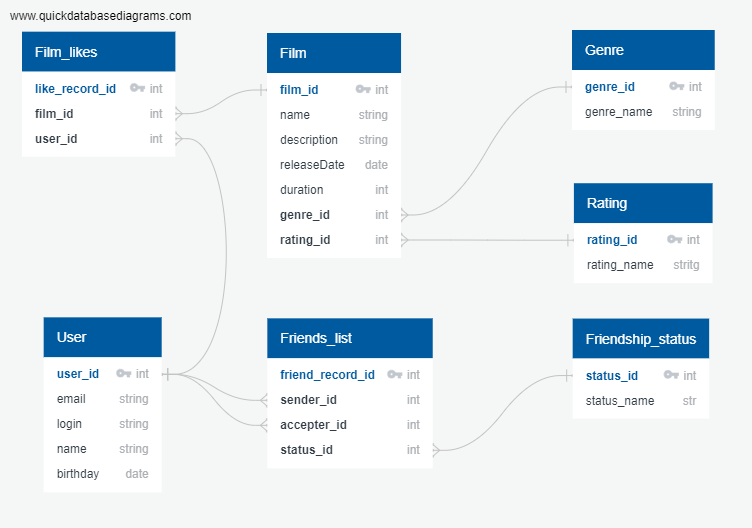 www.quickdatabasediagrams.com
Film_likes
like_record_id int
film_id int
user_id int
Film
film_id int
name string
description string
releaseDate date
duration int
genre_id int
rating_id int
Genre
genre_id int
genre_name string
Rating
rating_id int
rating_name stritg
User
user_id int
email string
login string
name string
birthday date
Friends_list
friend_record_id int
sender_id int
accepter_id int
status_id int
Friendship_status
status_id int
status_name str